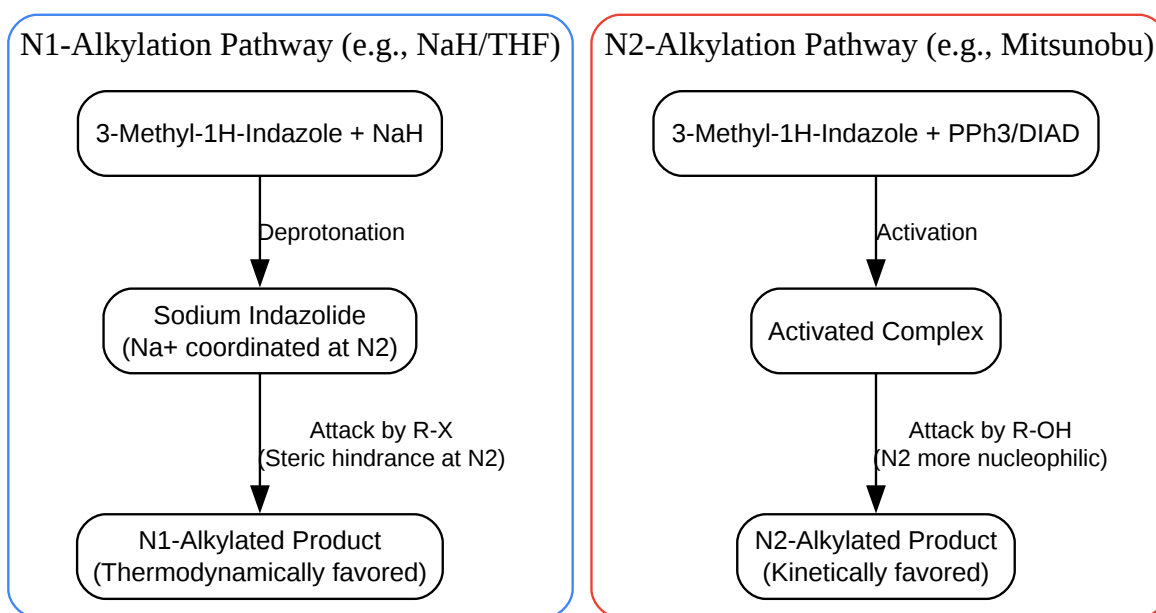 N1-Alkylation Pathway (e.g., NaH/THF)
3-Methyl-1H-Indazole + NaH
Deprotonation
Sodium Indazolide
(Na+ coordinated at N2)
Attack by R-X
(Steric hindrance at N2)
N1-Alkylated Product
(Thermodynamically favored)
N2-Alkylation Pathway (e.g., Mitsunobu)
3-Methyl-1H-Indazole + PPh3/DIAD
Activation
Activated Complex
Attack by R-OH
(N2 more nucleophilic)
N2-Alkylated Product
(Kinetically favored)